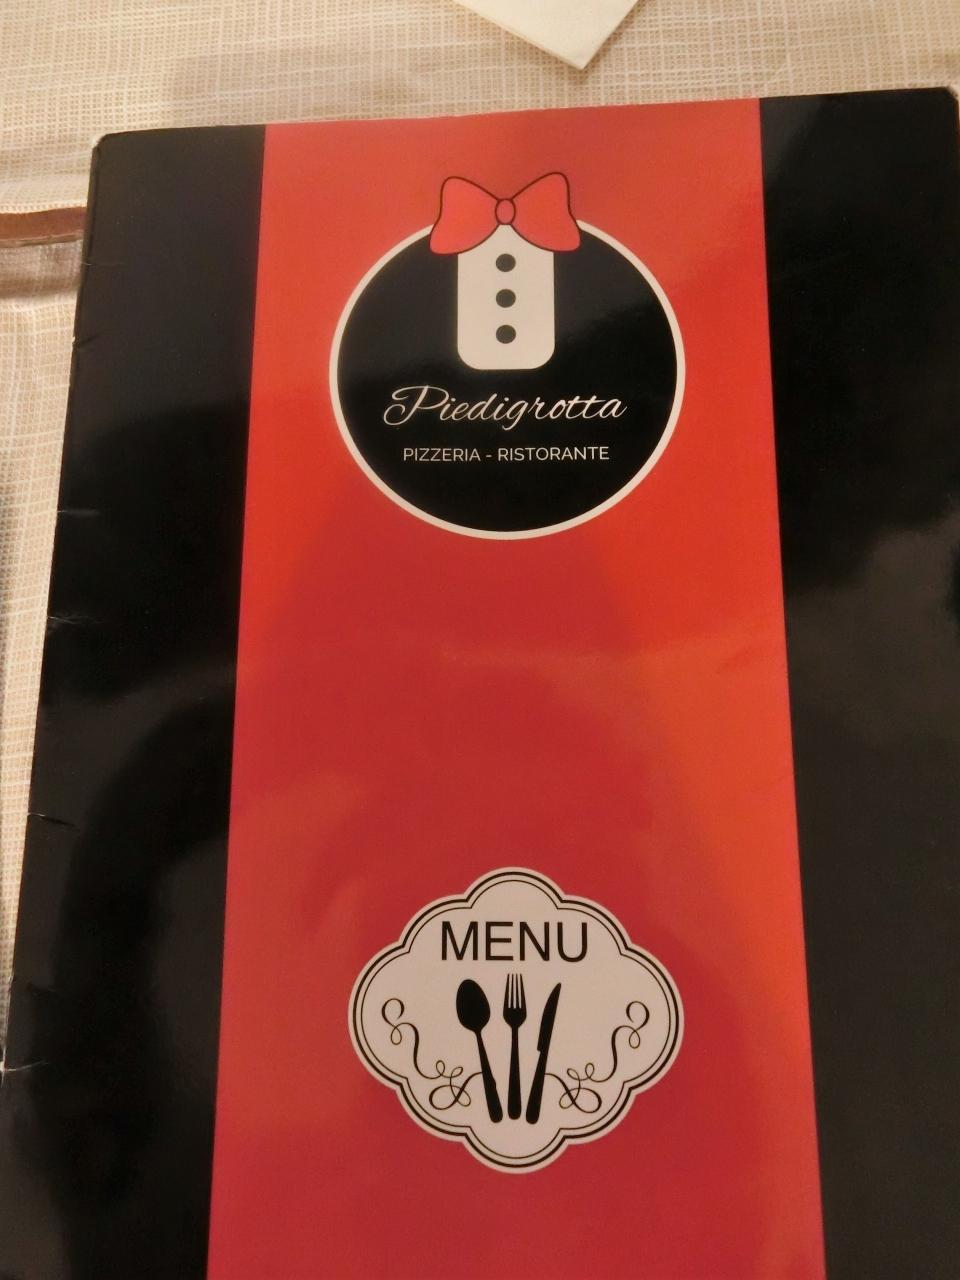 Piedigrotta
PIZZERIA - RISTORANTE
MENU